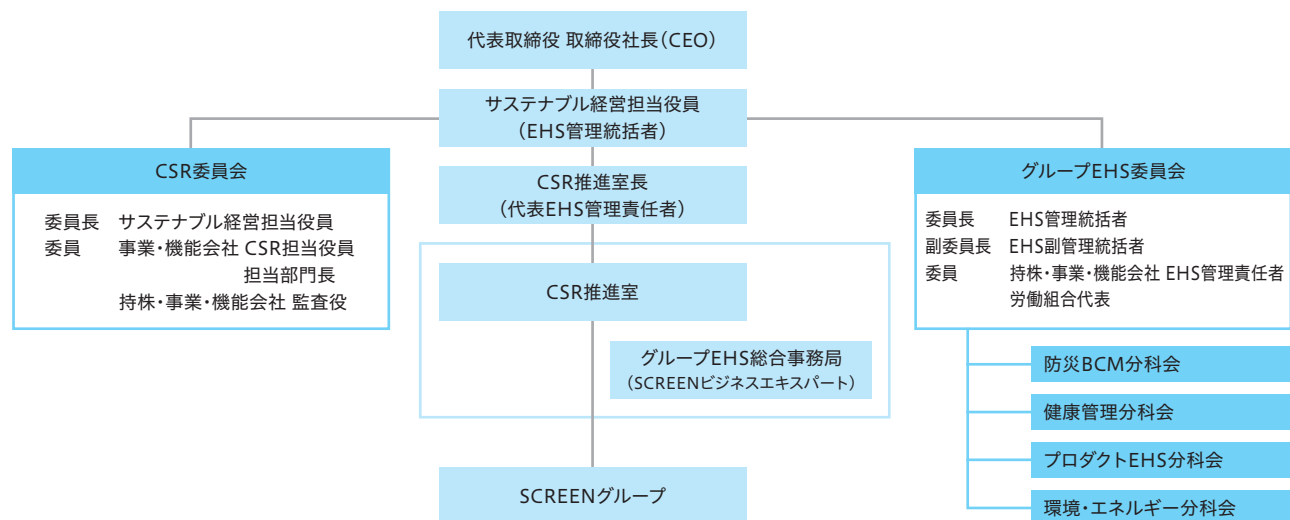 代表取締役 取締役社長（CEO）
サステナブル経営担当役員
（EHS管理統括者）
CSR委員会
委員長 サステナブル経営担当役員
委員 事業・機能会社 CSR担当役員
担当部門長
持株・事業・機能会社 監査役
CSR推進室長
（代表EHS管理責任者）
グループEHS委員会
委員長 EHS管理統括者
副委員長 EHS副管理統括者
委員 持株・事業・機能会社 EHS管理責任者
労働組合代表
CSR推進室
グループEHS総合事務局
（SCREENビジネスエキスパート）
防災BCM分科会
健康管理分科会
プロダクトEHS分科会
環境・エネルギー分科会
SCREENグループ